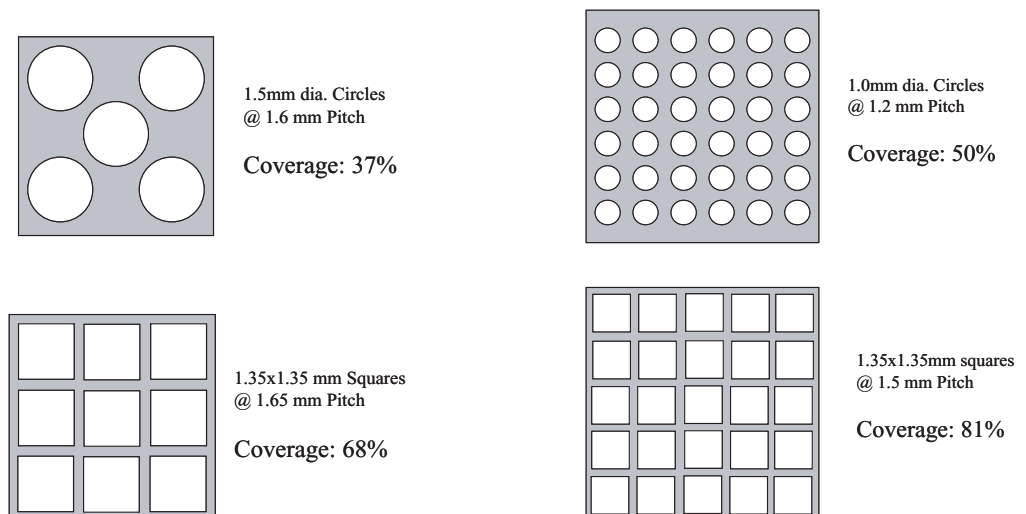 1.5mm dia. Circles
@ 1.6 mm Pitch
Coverage: 37%
1.0mm dia. Circles
@ 1.2 mm Pitch
Coverage: 50%
1.35x1.35 mm Squares
@ 1.65 mm Pitch
Coverage: 68%
1.35x1.35mm squares
@ 1.5 mm Pitch
Coverage: 81%